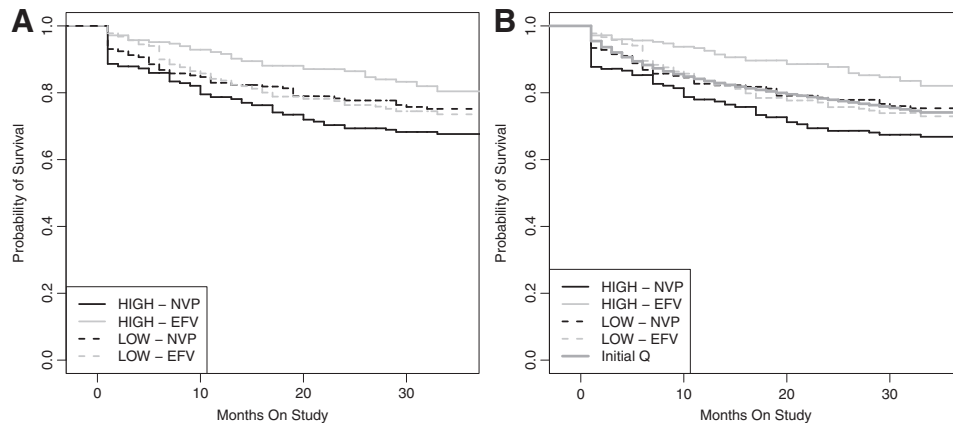 A
Probability of Survival
1.0
0.8
0.6
0.4
0.2
0.0
HIGH – NVP
HIGH – EFV
LOW – NVP
LOW – EFV
0 10 20 30
Months On Study
B
Probability of Survival
1.0
0.8
0.6
0.4
0.2
0.0
HIGH – NVP
HIGH – EFV
LOW – NVP
LOW – EFV
Initial Q
0 10 20 30
Months On Study